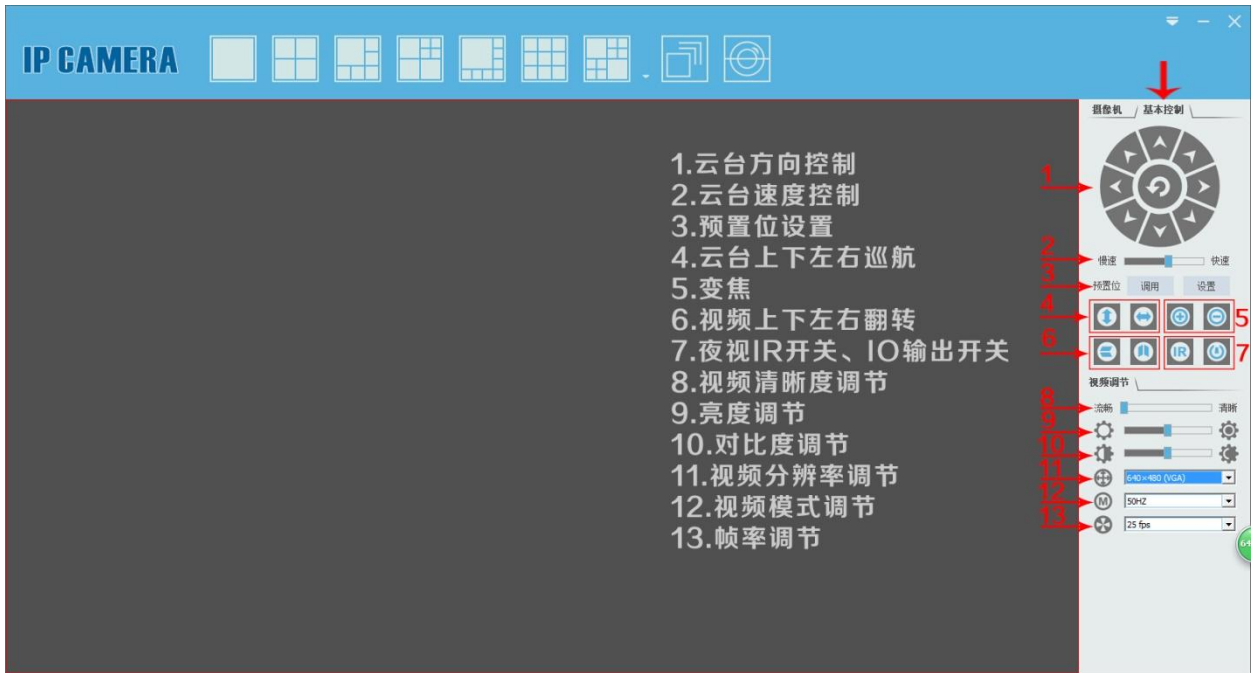 IP CAMERA
摄像机 基本控制
1.云台方向控制
2.云台速度控制
3.预置位设置
4.云台上下左右巡航
5.变焦
6.视频上下左右翻转
7.夜视IR开关、IO输出开关
8.视频清晰度调节
9.亮度调节
10.对比度调节
11.视频分辨率调节
12.视频模式调节
13.帧率调节
1
2
慢速 快速
3
预置位 调用 设置
4
5
6
IR
7
视频调节
8
流畅 清晰
9
10
11
640×480 (VGA)
12
M
50HZ
13
25 fps